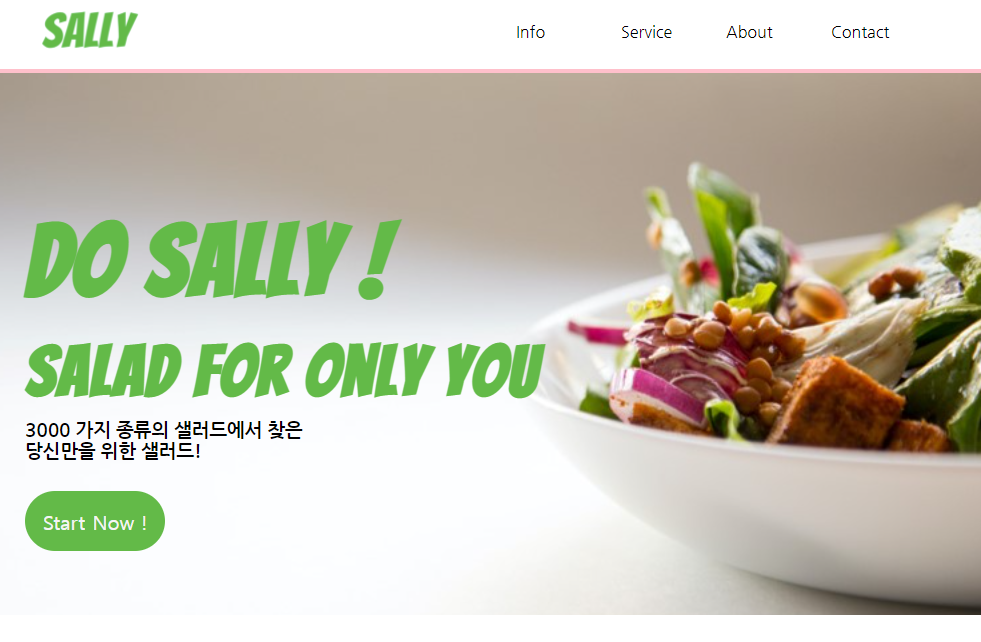 SALLY
Info Service About Contact
DO SALLY !
SALAD FOR ONLY YOU
3000 가지 종류의 샐러드에서 찾은
당신만을 위한 샐러드!
Start Now !